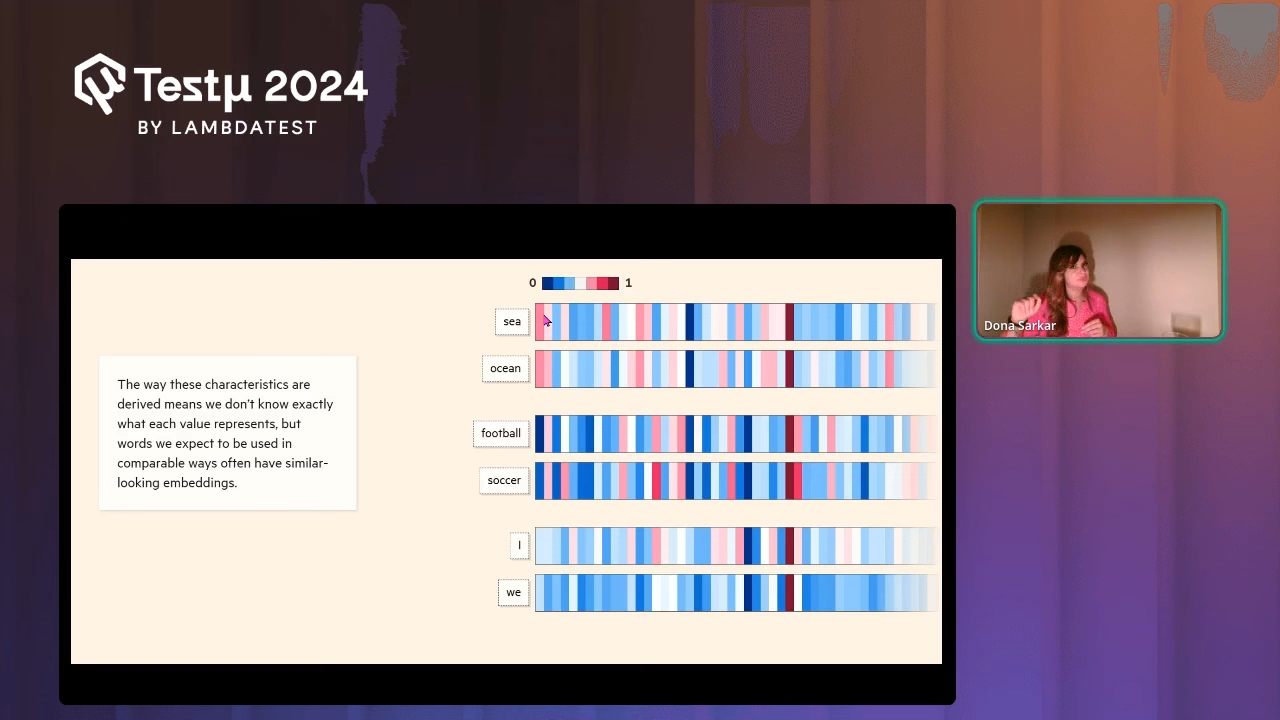 Testμ 2024
BY LAMBDATEST
0 1
sea
ocean
football
soccer
I
we
The way these characteristics are
derived means we don’t know exactly
what each value represents, but
words we expect to be used in
comparable ways often have similar-
looking embeddings.
Dona Sarkar